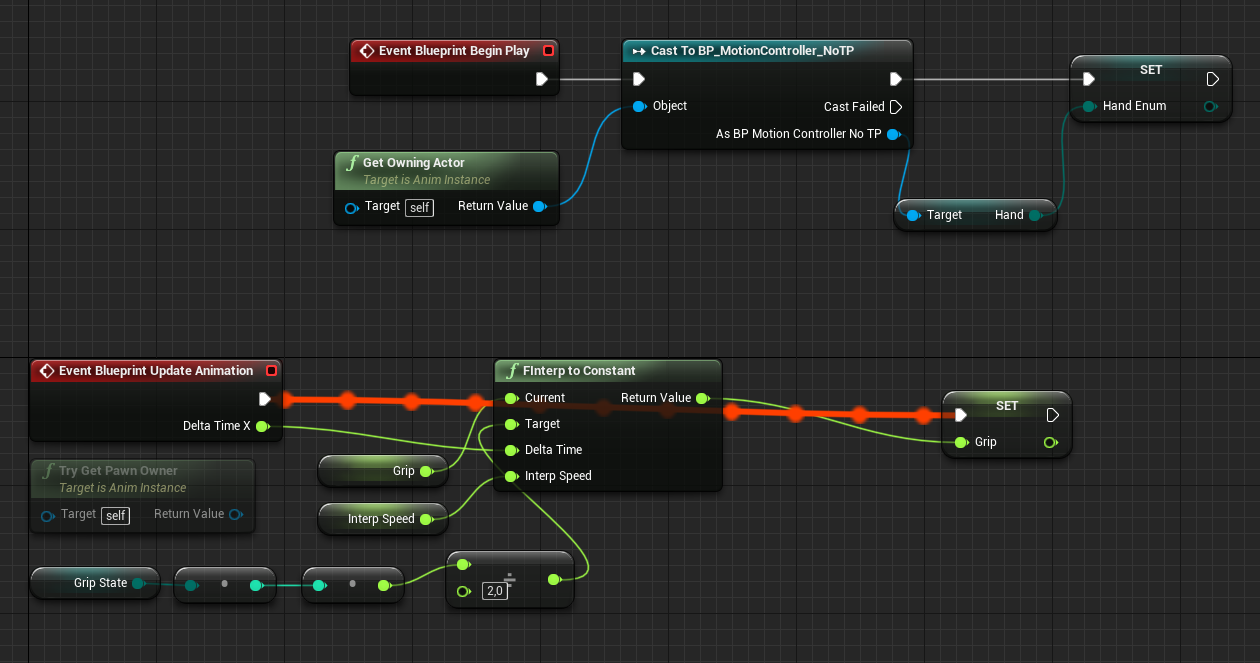 Event Blueprint Begin Play
Cast To BP_MotionController_NoTP
Object
Cast Failed
As BP Motion Controller No TP
SET
Hand Enum
f Get Owning Actor
Target is Anim Instance
Target self
Return Value
Target
Hand
Event Blueprint Update Animation
Delta Time X
f FInterp to Constant
Current
Return Value
Target
Delta Time
Interp Speed
SET
Grip
f Try Get Pawn Owner
Target is Anim Instance
Target self
Return Value
Grip
Interp Speed
Grip State
÷
2,0